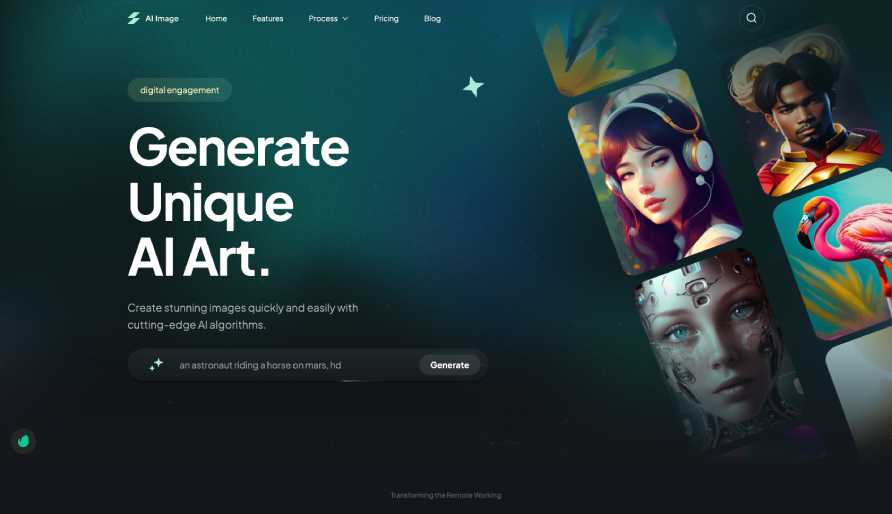 AI Image
Home
Features
Process
Pricing
Blog
digital engagement
Generate
Unique
AI Art.
Create stunning images quickly and easily with
cutting-edge AI algorithms.
an astronaut riding a horse on mars, hd
Generate
Transforming the Remote Working